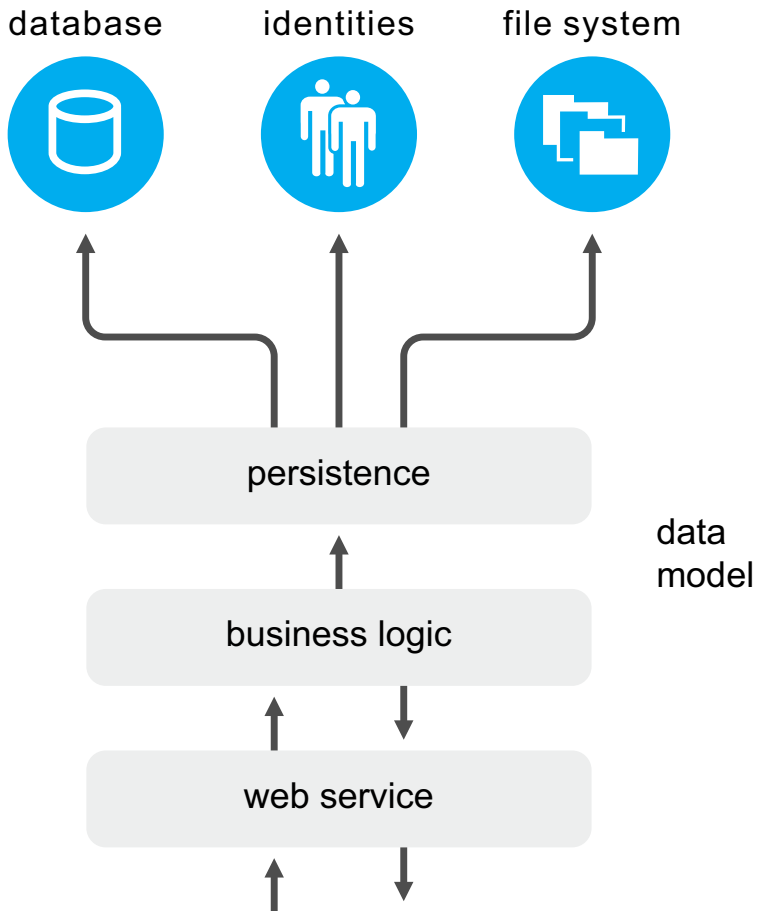 database
identities
file system
persistence
data
model
business logic
web service